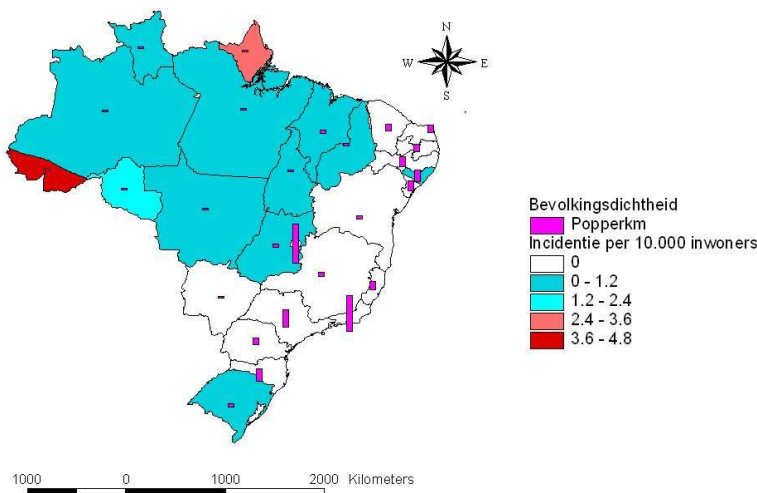 N
W E
S
Bevolkingsdichtheid
Popperkm
Incidentie per 10.000 inwoners
0
0 - 1.2
1.2 - 2.4
2.4 - 3.6
3.6 - 4.8
1000 0 1000 2000 Kilometers